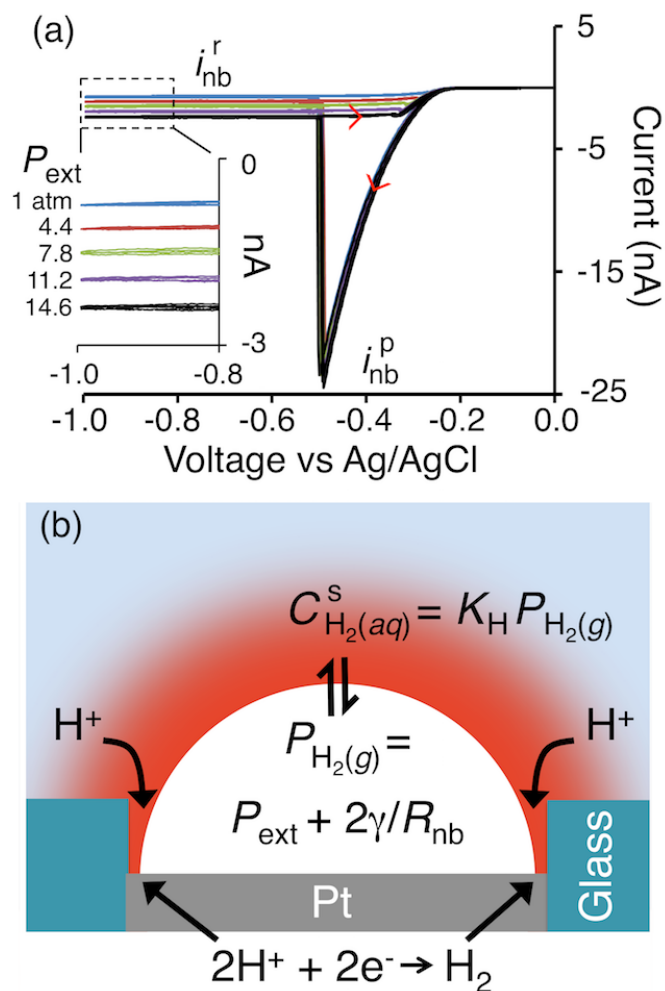 (a)
i_nb^r
5
P_ext
1 atm
4.4
7.8
11.2
14.6
0
nA
-3
-1.0 -0.8
i_nb^p
-5
-15
-25
Current (nA)
-1.0 -0.8 -0.6 -0.4 -0.2 0.0
Voltage vs Ag/AgCl
(b)
C^s_H₂(aq) = K_H P_H₂(g)
H⁺ H⁺
P_H₂(g) =
P_ext + 2γ/R_nb
Pt
Glass
2H⁺ + 2e⁻ → H₂